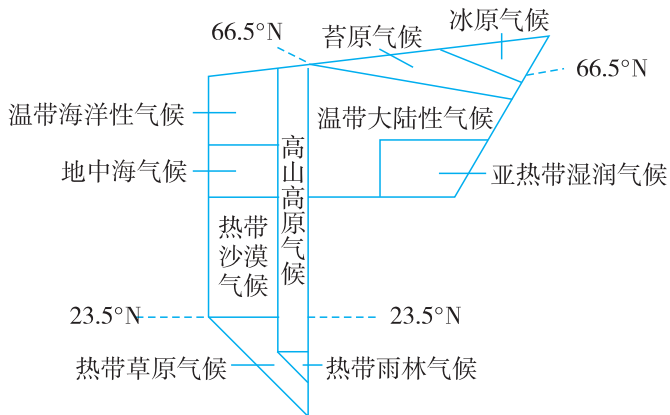 冰原气候
苔原气候
66.5°N
66.5°N
温带海洋性气候
温带大陆性气候
地中海气候
高
山
高
原
气
候
亚热带湿润气候
热带
沙漠
气候
23.5°N
23.5°N
热带草原气候
热带雨林气候